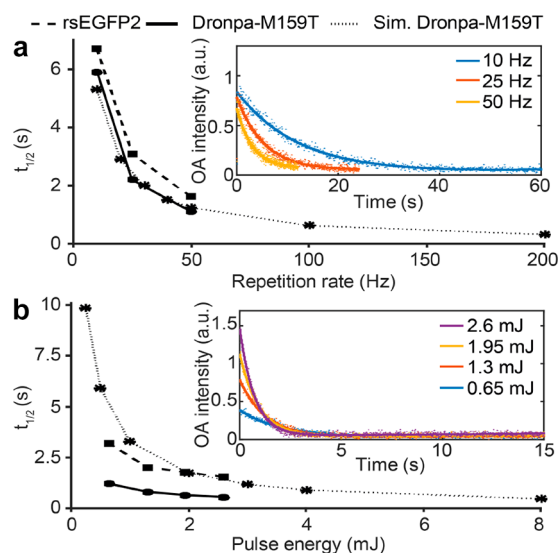 rsEGFP2 Dronpa-M159T Sim. Dronpa-M159T
a
t1/2 (s)
6
4
2
0
0 50 100 150 200
Repetition rate (Hz)
OA intensity (a.u.)
1
0.5
0
0 20 40 60
Time (s)
10 Hz
25 Hz
50 Hz
b
t1/2 (s)
10
7.5
5
2.5
0
0 2 4 6 8
Pulse energy (mJ)
OA intensity (a.u.)
1.5
1
0.5
0
0 5 10 15
Time (s)
2.6 mJ
1.95 mJ
1.3 mJ
0.65 mJ